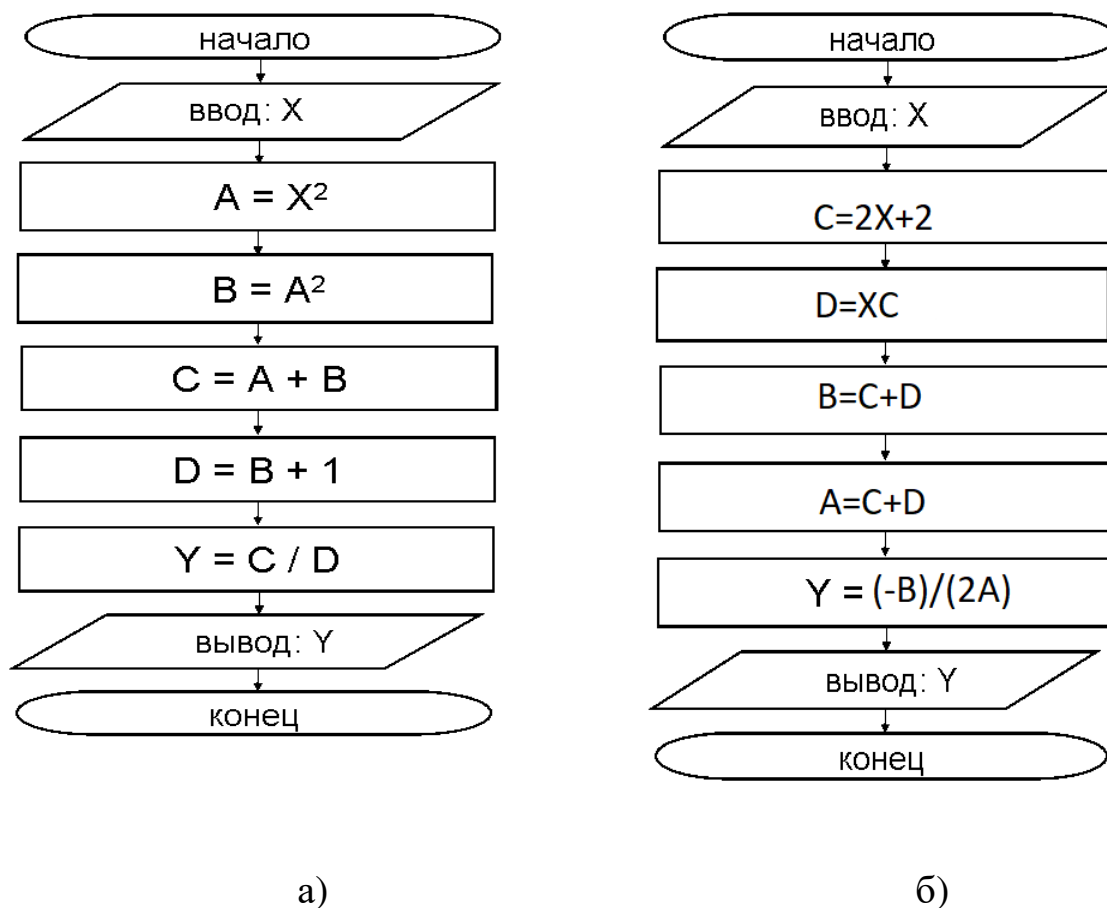 начало
ввод: X
A = X²
B = A²
C = A + B
D = B + 1
Y = C / D
вывод: Y
конец
а)
начало
ввод: X
C=2X+2
D=XC
B=C+D
A=C+D
Y = (-B)/(2A)
вывод: Y
конец
б)